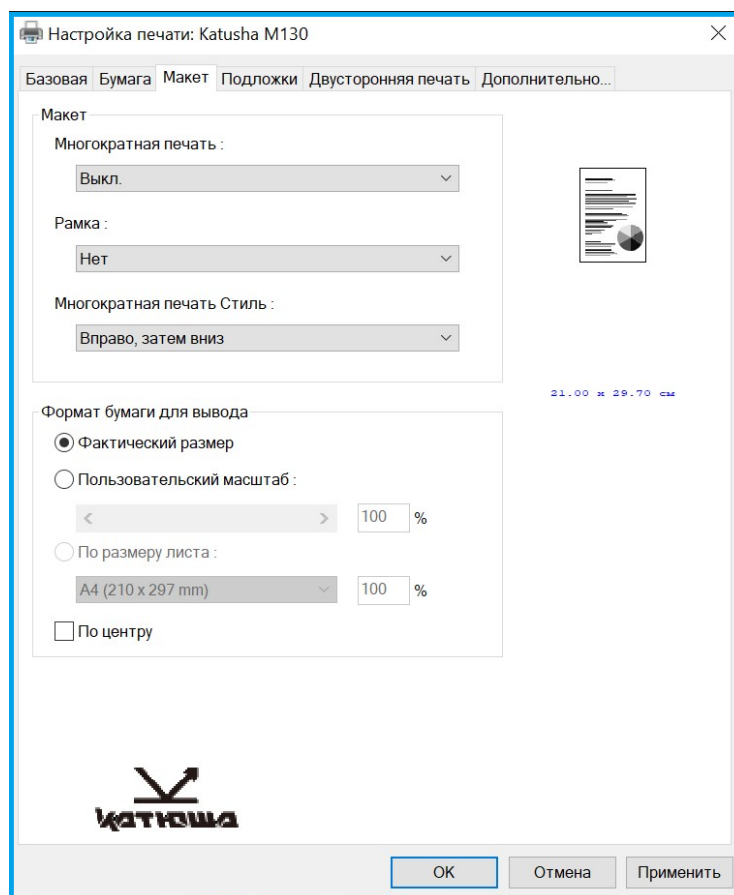 Настройка печати: Katusha M130
Базовая Бумага Макет Подложки Двусторонняя печать Дополнительно...
Макет
Многократная печать :
Выкл.
Рамка :
Нет
Многократная печать Стиль :
Вправо, затем вниз
21.00 x 29.70 см
Формат бумаги для вывода
Фактический размер
Пользовательский масштаб :
100 %
По размеру листа :
A4 (210 x 297 mm) 100 %
По центру
катюша
OK Отмена Применить